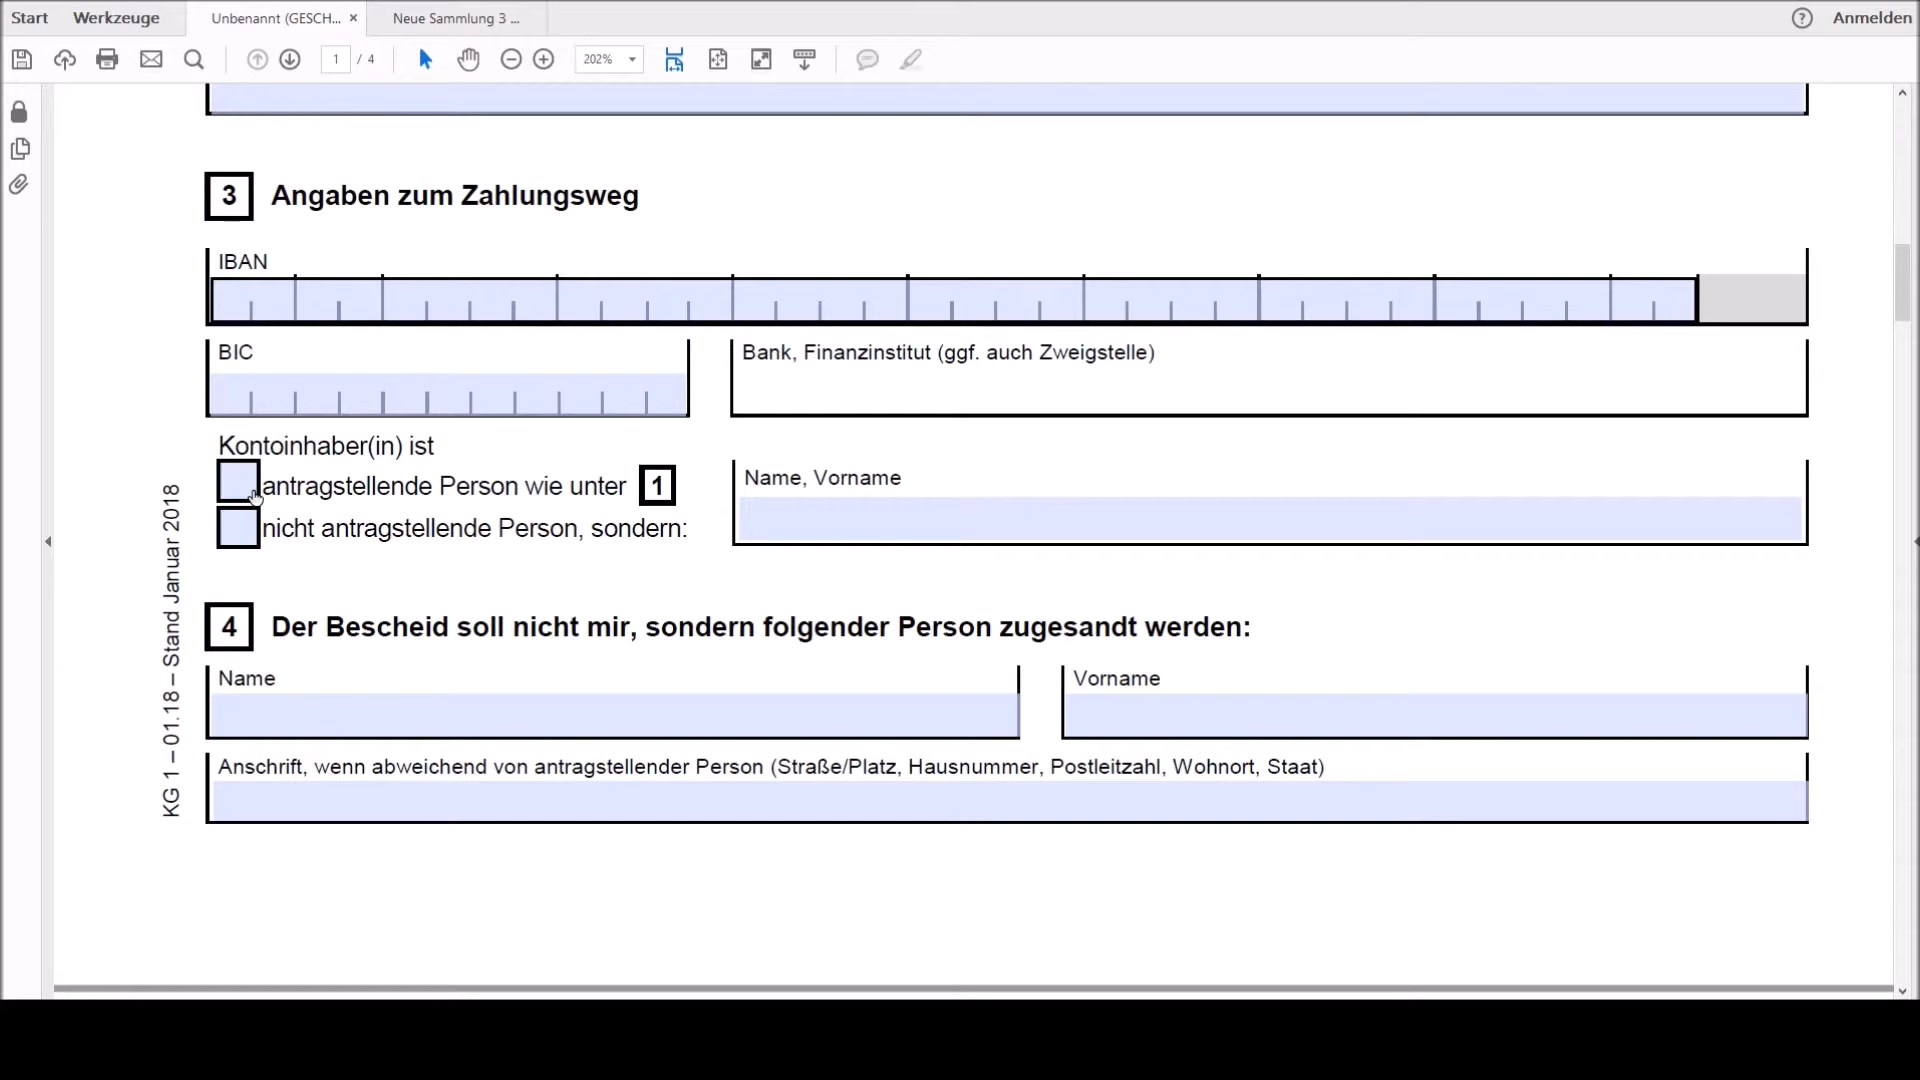 Start Werkzeuge Unbenannt (GESCH... × Neue Sammlung 3 ... ? Anmelden
1 / 4 202%
3 Angaben zum Zahlungsweg
IBAN
BIC Bank, Finanzinstitut (ggf. auch Zweigstelle)
Kontoinhaber(in) ist
antragstellende Person wie unter 1 Name, Vorname
nicht antragstellende Person, sondern:
KG 1 – 01.18 – Stand Januar 2018
4 Der Bescheid soll nicht mir, sondern folgender Person zugesandt werden:
Name Vorname
Anschrift, wenn abweichend von antragstellender Person (Straße/Platz, Hausnummer, Postleitzahl, Wohnort, Staat)